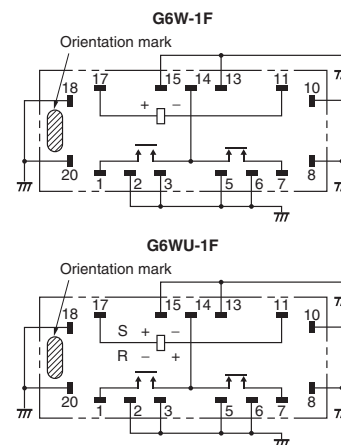 G6W-1F
Orientation mark
18 17 15 14 13 11 10
+ −
20 1 2 3 5 6 7 8
G6WU-1F
Orientation mark
18 17 15 14 13 11 10
S + −
R − +
20 1 2 3 5 6 7 8